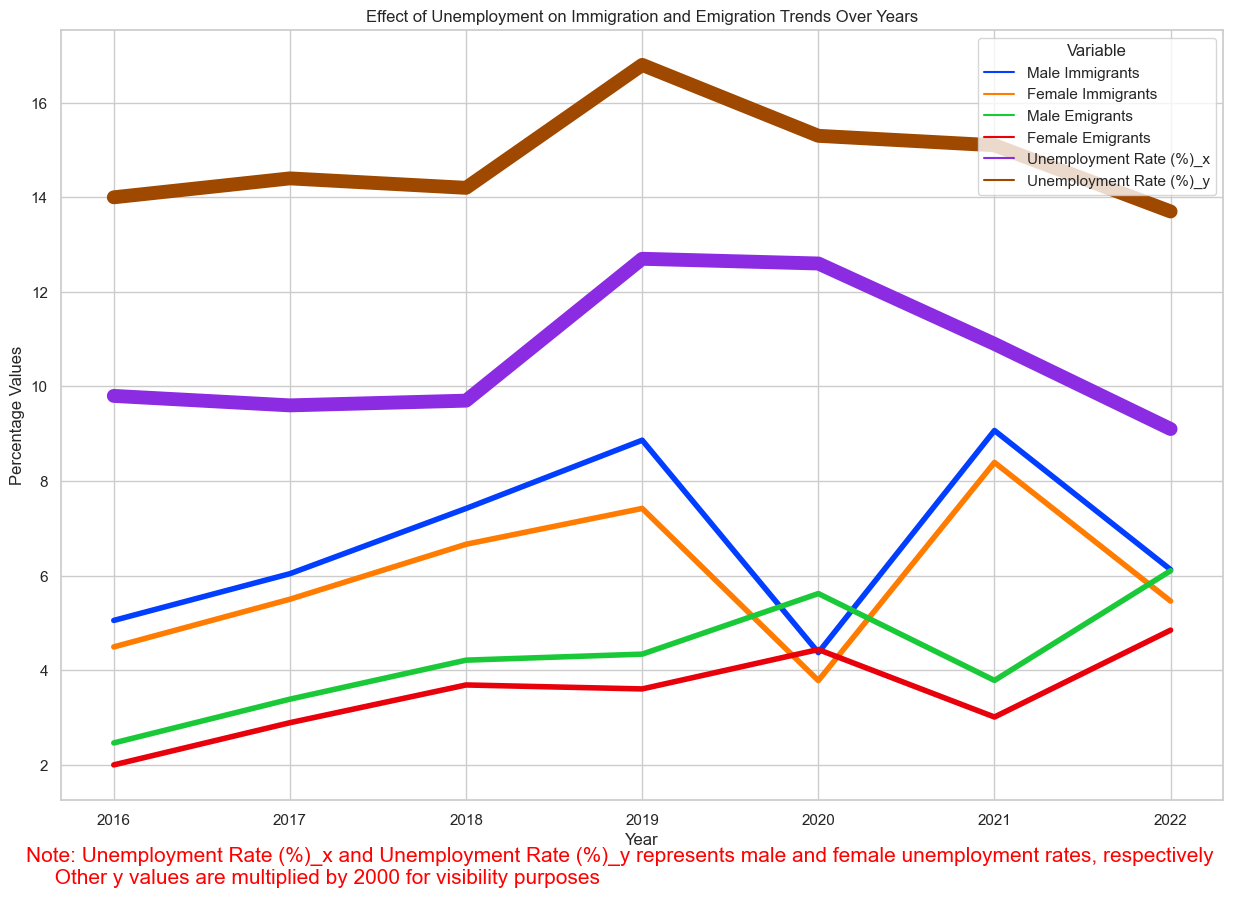 Effect of Unemployment on Immigration and Emigration Trends Over Years
Variable
Male Immigrants
Female Immigrants
Male Emigrants
Female Emigrants
Unemployment Rate (%)_x
Unemployment Rate (%)_y
Percentage Values
16
14
12
10
8
6
4
2
2016 2017 2018 2019 2020 2021 2022
Year
Note: Unemployment Rate (%)_x and Unemployment Rate (%)_y represents male and female unemployment rates, respectively
Other y values are multiplied by 2000 for visibility purposes